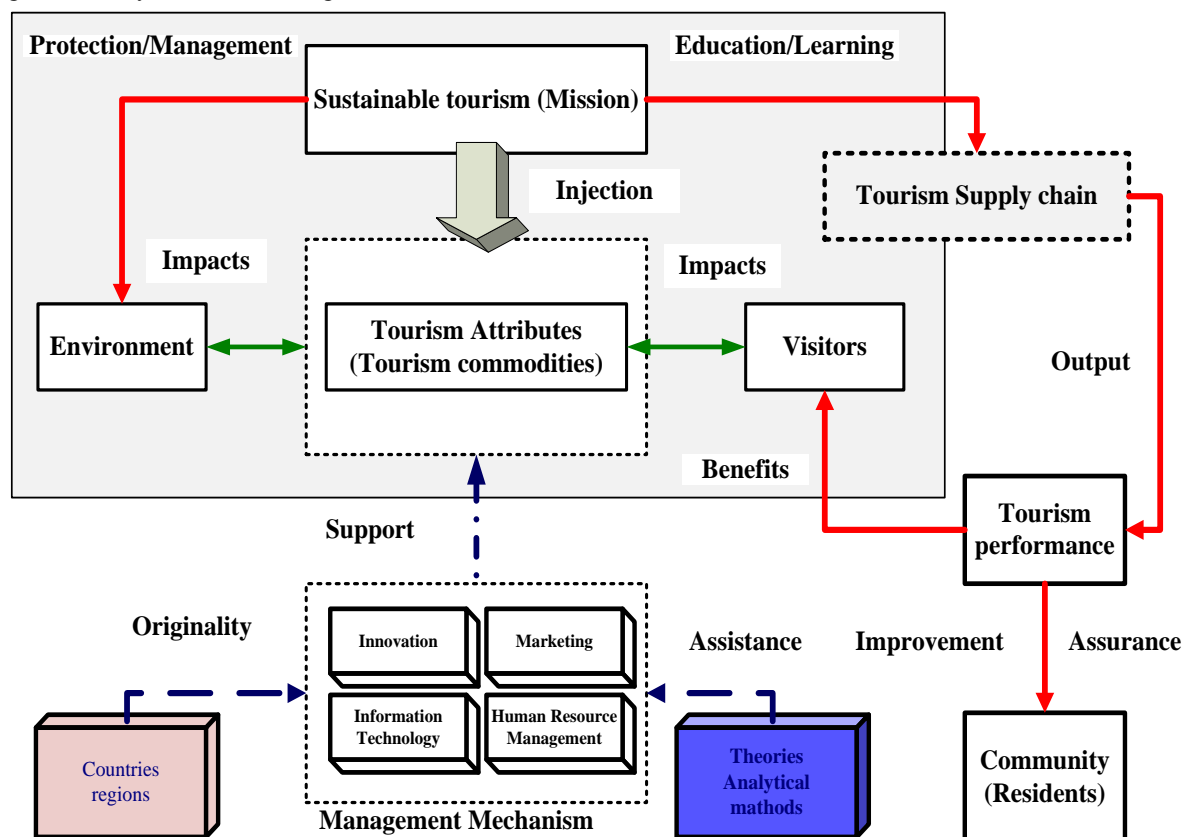 Protection/Management
Education/Learning
Sustainable tourism (Mission)
Injection
Tourism Supply chain
Impacts
Impacts
Environment
Tourism Attributes
(Tourism commodities)
Visitors
Output
Benefits
Support
Tourism
performance
Originality
Innovation
Marketing
Assistance
Improvement
Assurance
Information
Technology
Human Resource
Management
Countries
regions
Theories
Analytical
mathods
Community
(Residents)
Management Mechanism